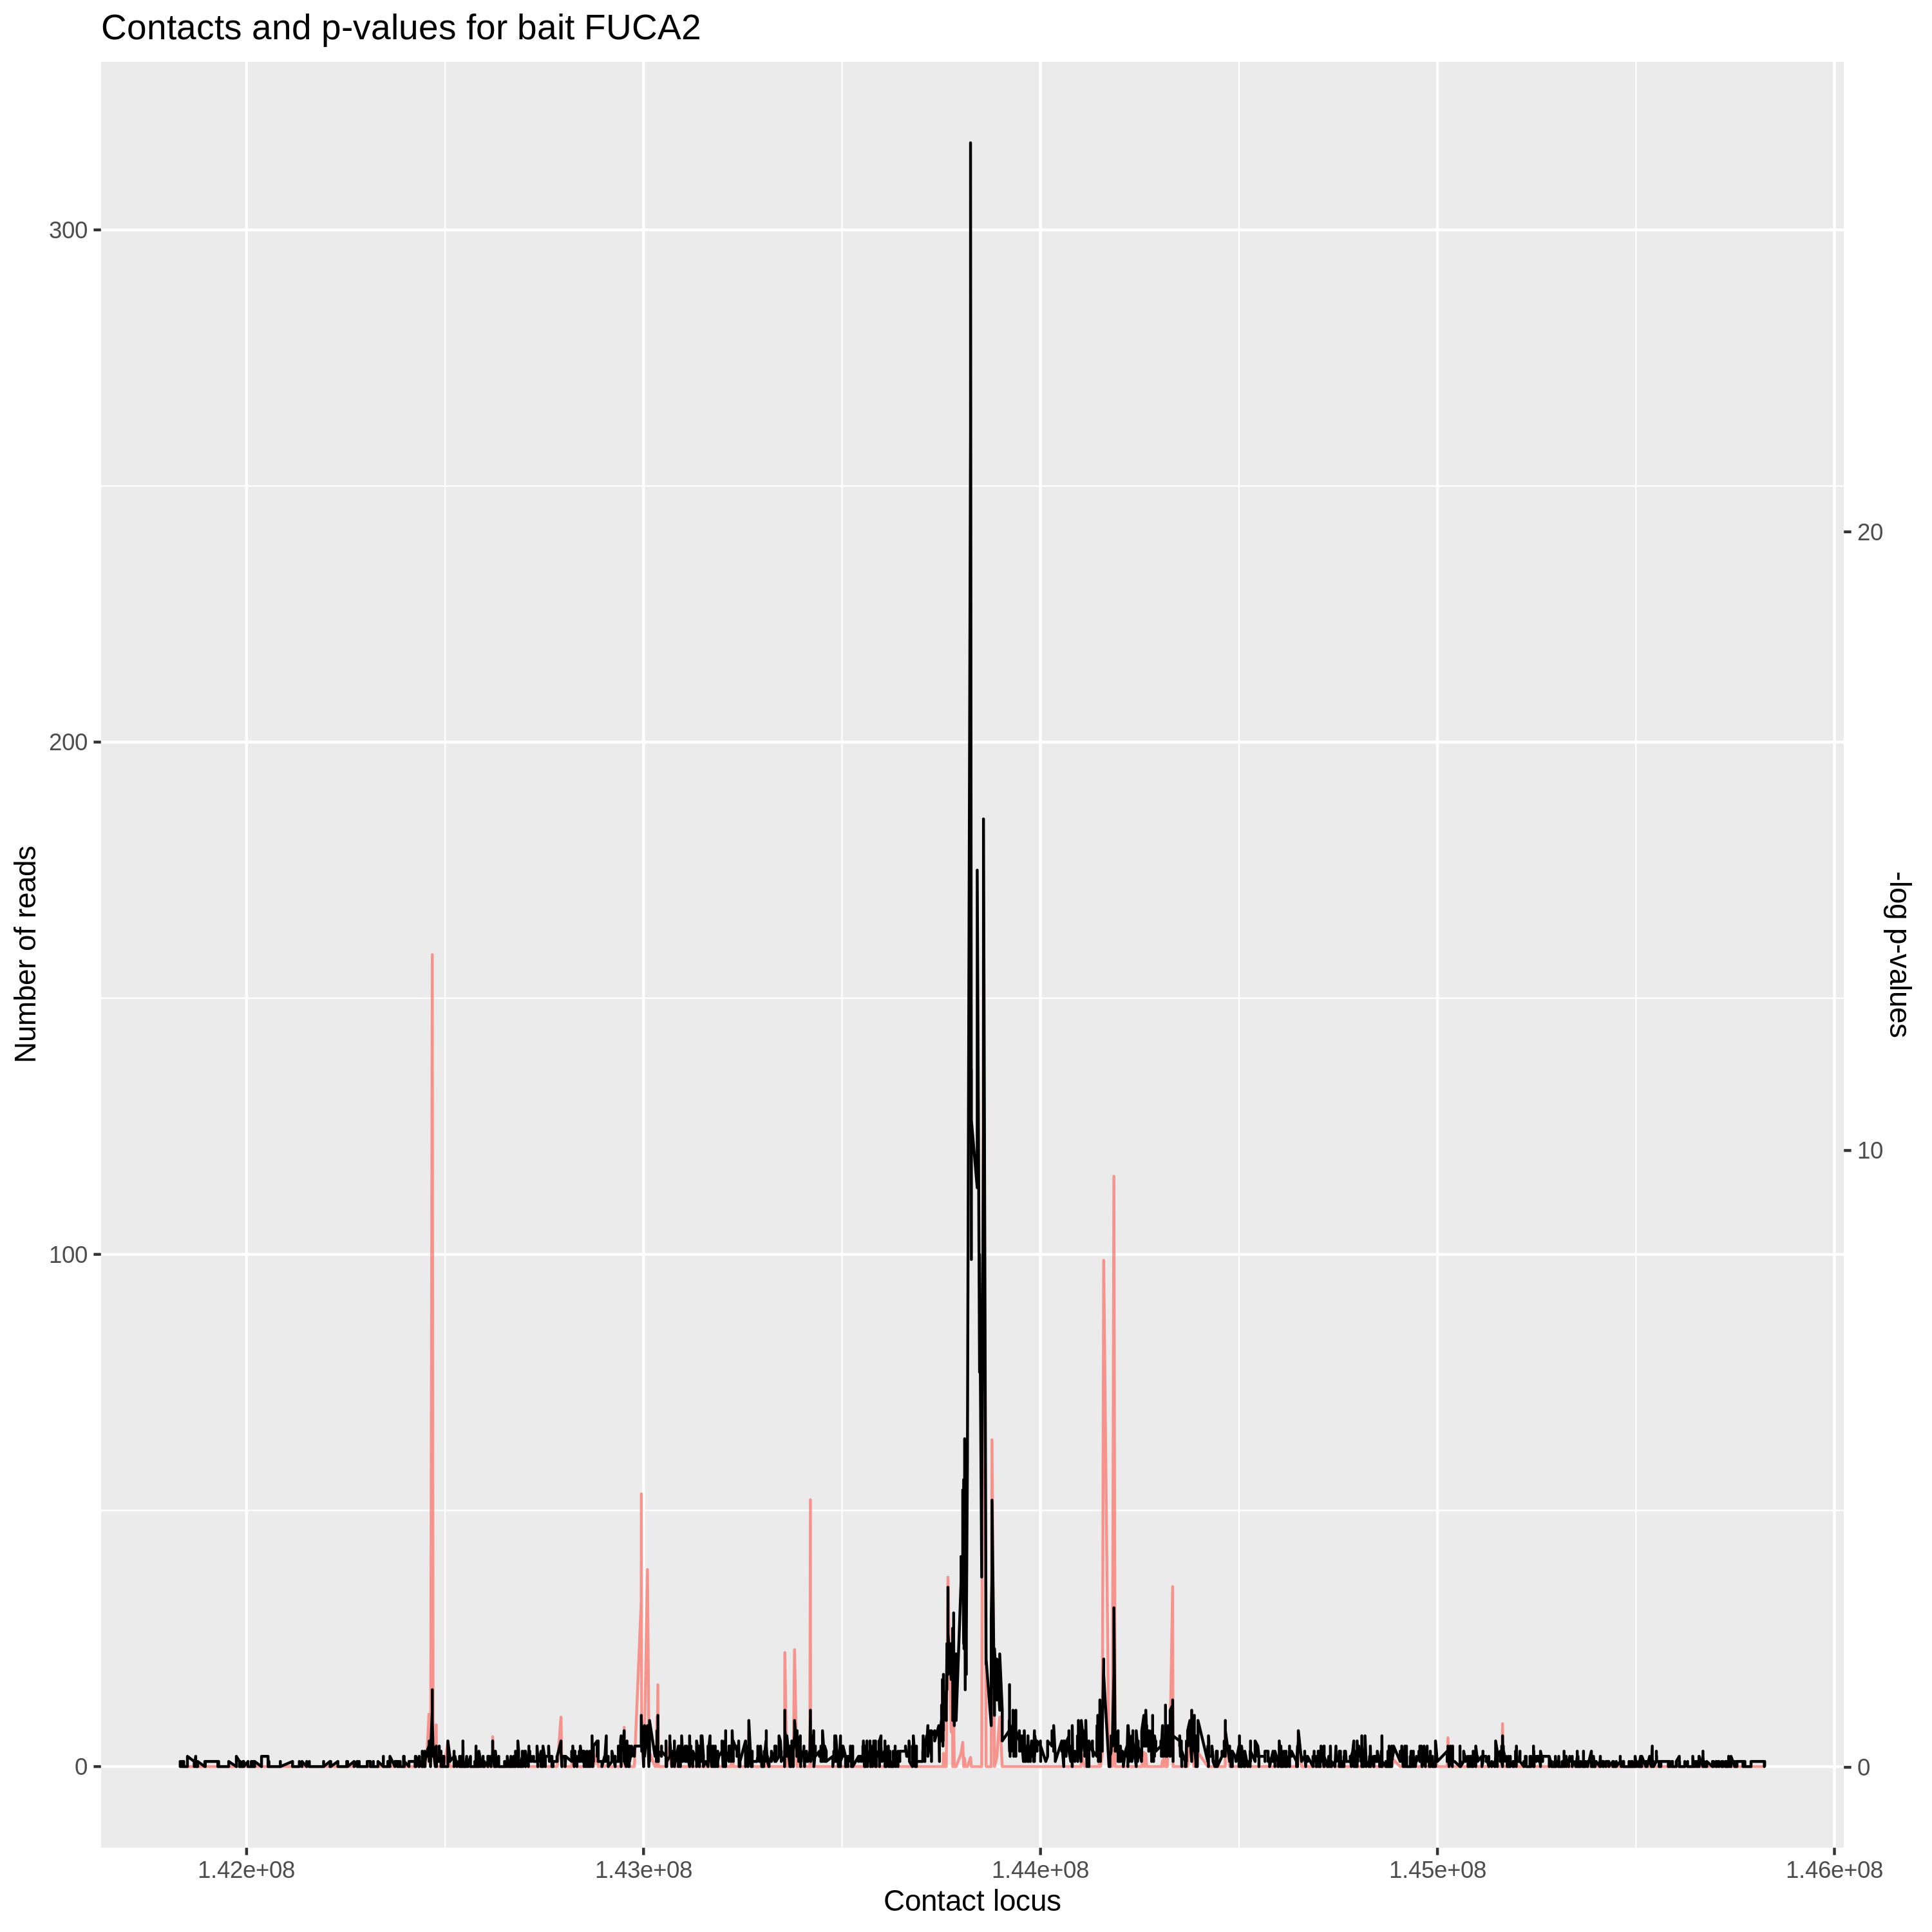 Contacts and p-values for bait FUCA2
300
200
100
0
Number of reads
20
10
0
-log p-values
1.42e+08
1.43e+08
1.44e+08
1.45e+08
1.46e+08
Contact locus